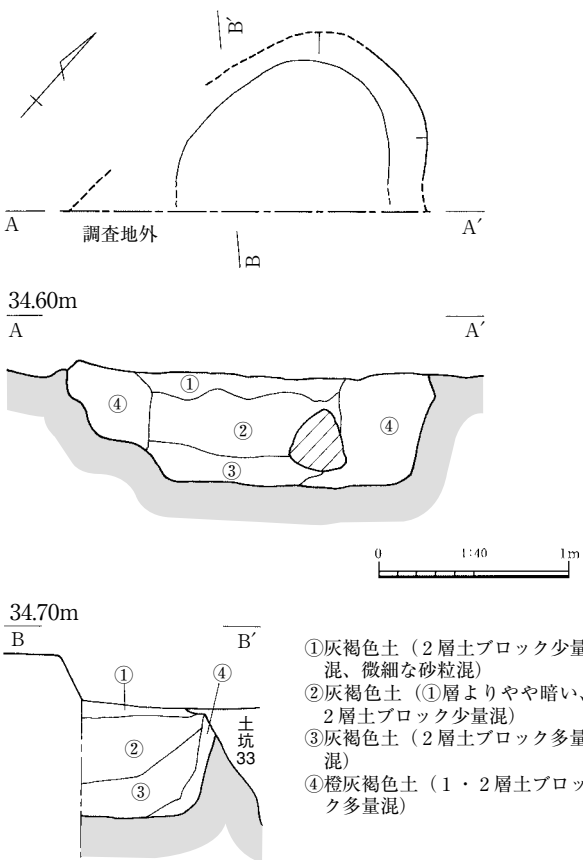 B′
A
調査地外
A′
B
34.60m
A
A′
①
④
②
④
③
0
1:40
1m
34.70m
B
B′
①
④
②
③
土坑33
①灰褐色土（２層土ブロック少量
混、微細な砂粒混）
②灰褐色土（①層よりやや暗い、
２層土ブロック少量混）
③灰褐色土（２層土ブロック多量
混）
④橙灰褐色土（１・２層土ブロッ
ク多量混）